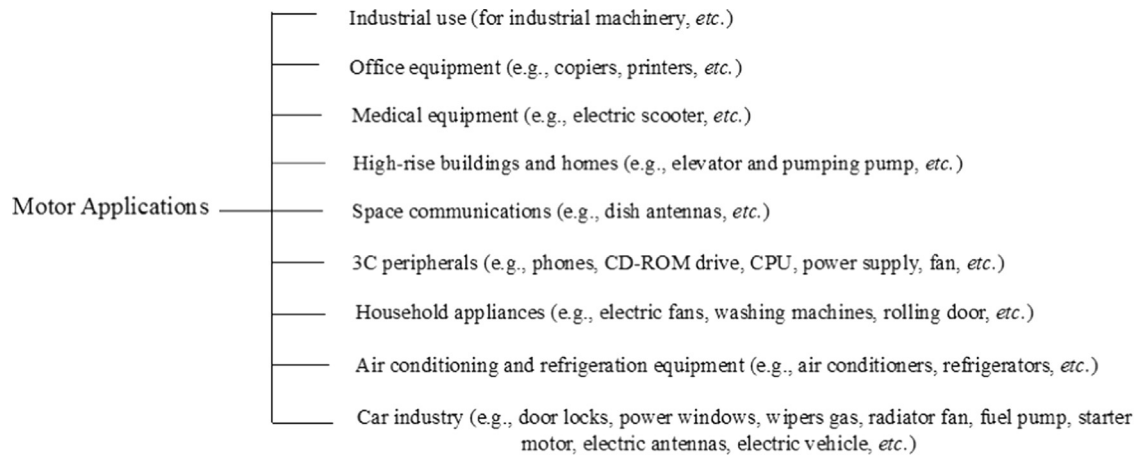 Industrial use (for industrial machinery, etc.)
Office equipment (e.g., copiers, printers, etc.)
Medical equipment (e.g., electric scooter, etc.)
High-rise buildings and homes (e.g., elevator and pumping pump, etc.)
Motor Applications
Space communications (e.g., dish antennas, etc.)
3C peripherals (e.g., phones, CD-ROM drive, CPU, power supply, fan, etc.)
Household appliances (e.g., electric fans, washing machines, rolling door, etc.)
Air conditioning and refrigeration equipment (e.g., air conditioners, refrigerators, etc.)
Car industry (e.g., door locks, power windows, wipers gas, radiator fan, fuel pump, starter
motor, electric antennas, electric vehicle, etc.)